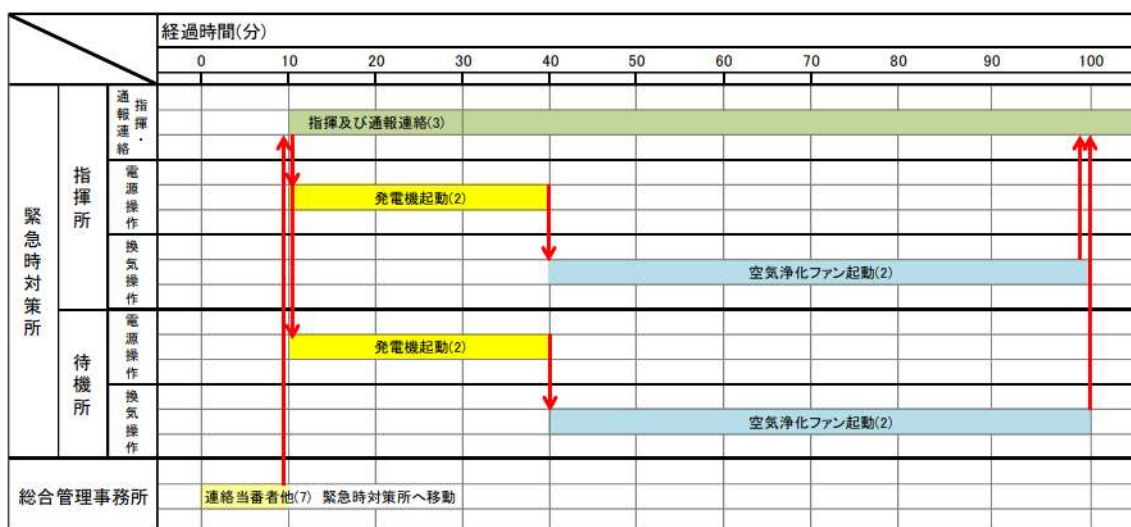 経過時間(分)
0 10 20 30 40 50 60 70 80 90 100
緊急時対策所
指揮所
指揮・通報連絡
指揮及び通報連絡(3)
電源操作
発電機起動(2)
換気操作
空気浄化ファン起動(2)
待機所
電源操作
発電機起動(2)
換気操作
空気浄化ファン起動(2)
総合管理事務所
連絡当番者他(7) 緊急時対策所へ移動